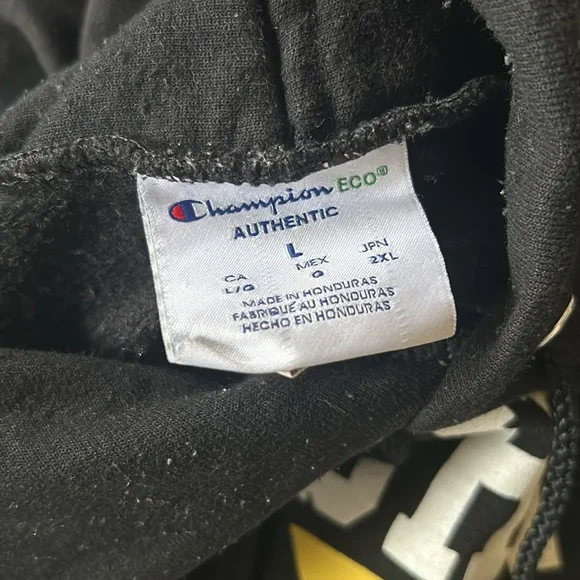 Champion ECO®
AUTHENTIC
L
CA MEX JPN
L/G G 2XL
MADE IN HONDURAS
FABRIQUÉ AU HONDURAS
HECHO EN HONDURAS